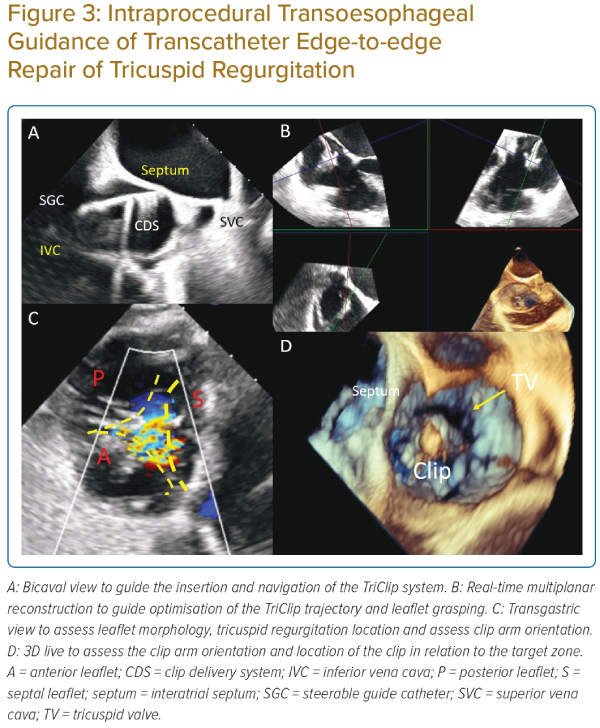 Figure 3: Intraprocedural Transoesophageal
Guidance of Transcatheter Edge-to-edge
Repair of Tricuspid Regurgitation
A
Septum
SGC
CDS
SVC
IVC
B
C
P
S
A
D
Septum
TV
Clip
A: Bicaval view to guide the insertion and navigation of the TriClip system. B: Real-time multiplanar
reconstruction to guide optimisation of the TriClip trajectory and leaflet grasping. C: Transgastric
view to assess leaflet morphology, tricuspid regurgitation location and assess clip arm orientation.
D: 3D live to assess the clip arm orientation and location of the clip in relation to the target zone.
A = anterior leaflet; CDS = clip delivery system; IVC = inferior vena cava; P = posterior leaflet; S =
septal leaflet; septum = interatrial septum; SGC = steerable guide catheter; SVC = superior vena
cava; TV = tricuspid valve.